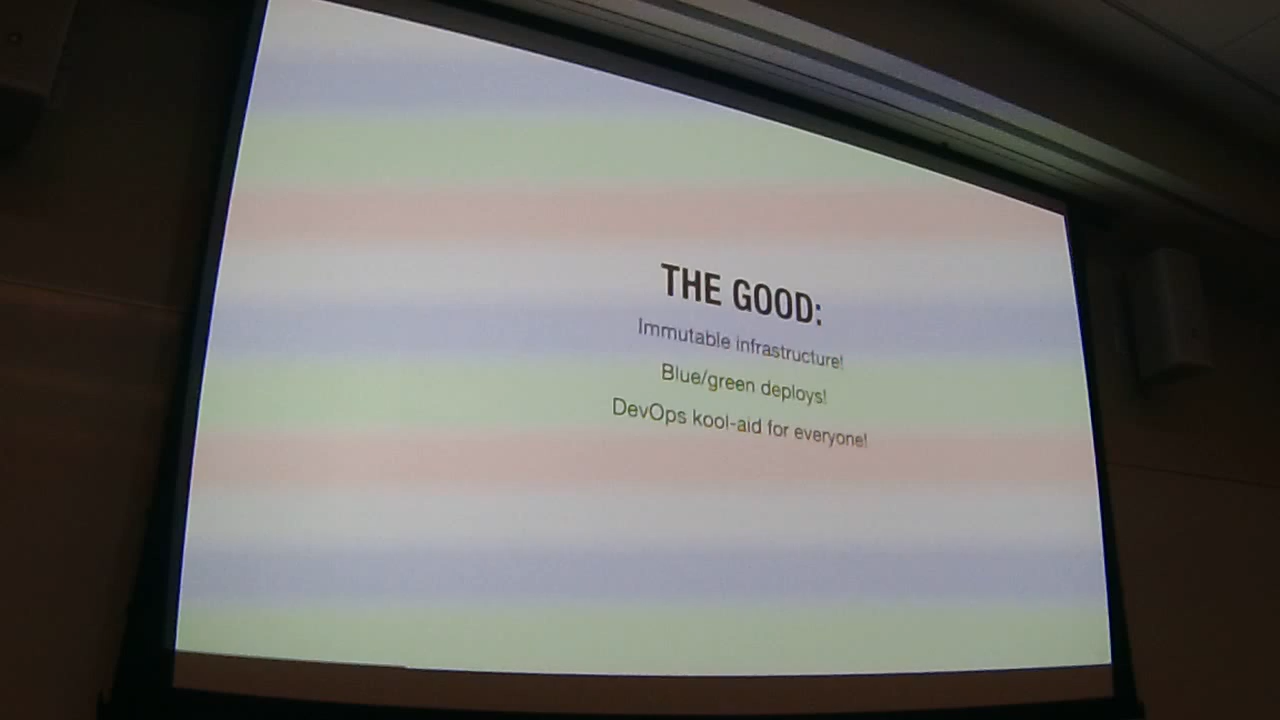 THE GOOD:
Immutable infrastructure!
Blue/green deploys!
DevOps kool-aid for everyone!